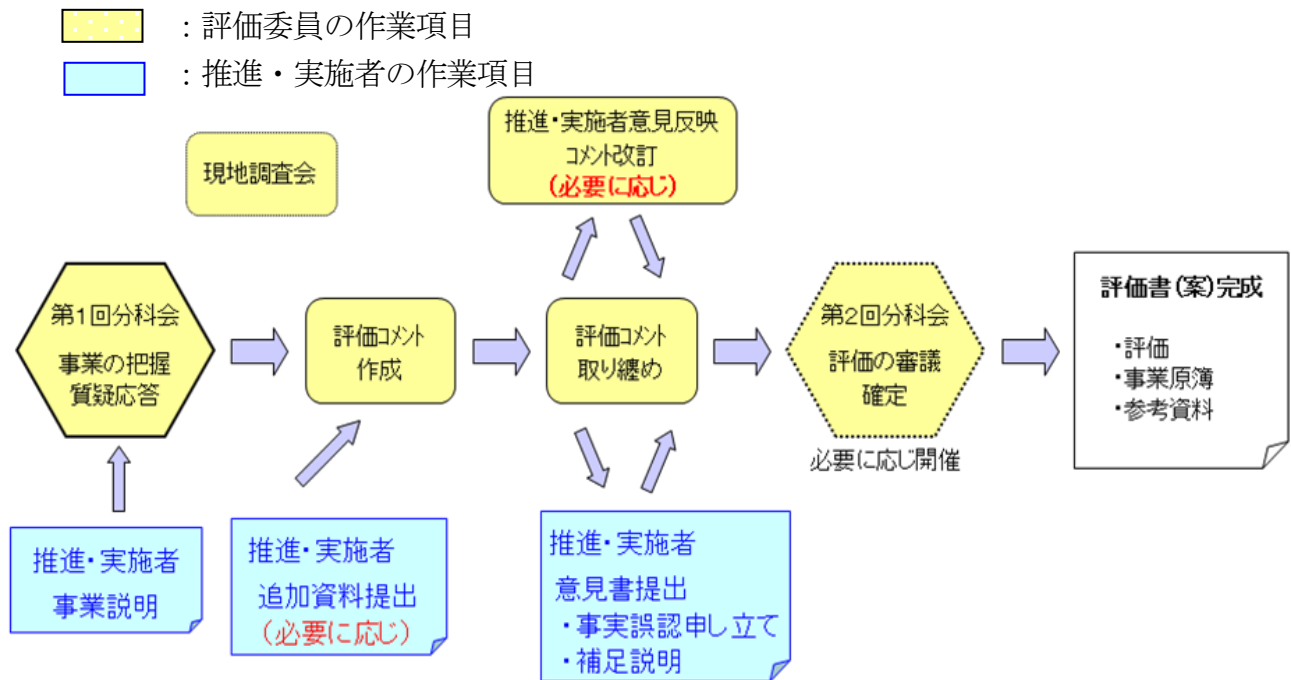 ：評価委員の作業項目
：推進・実施者の作業項目
推進・実施者意見反映
コメント改訂
(必要に応じ)
現地調査会
第1回分科会
事業の把握
質疑応答
評価コメント
作成
評価コメント
取り纏め
第2回分科会
評価の審議
確定
必要に応じ開催
評価書(案)完成
・評価
・事業原簿
・参考資料
推進・実施者
事業説明
推進・実施者
追加資料提出
(必要に応じ)
推進・実施者
意見書提出
・事実誤認申し立て
・補足説明